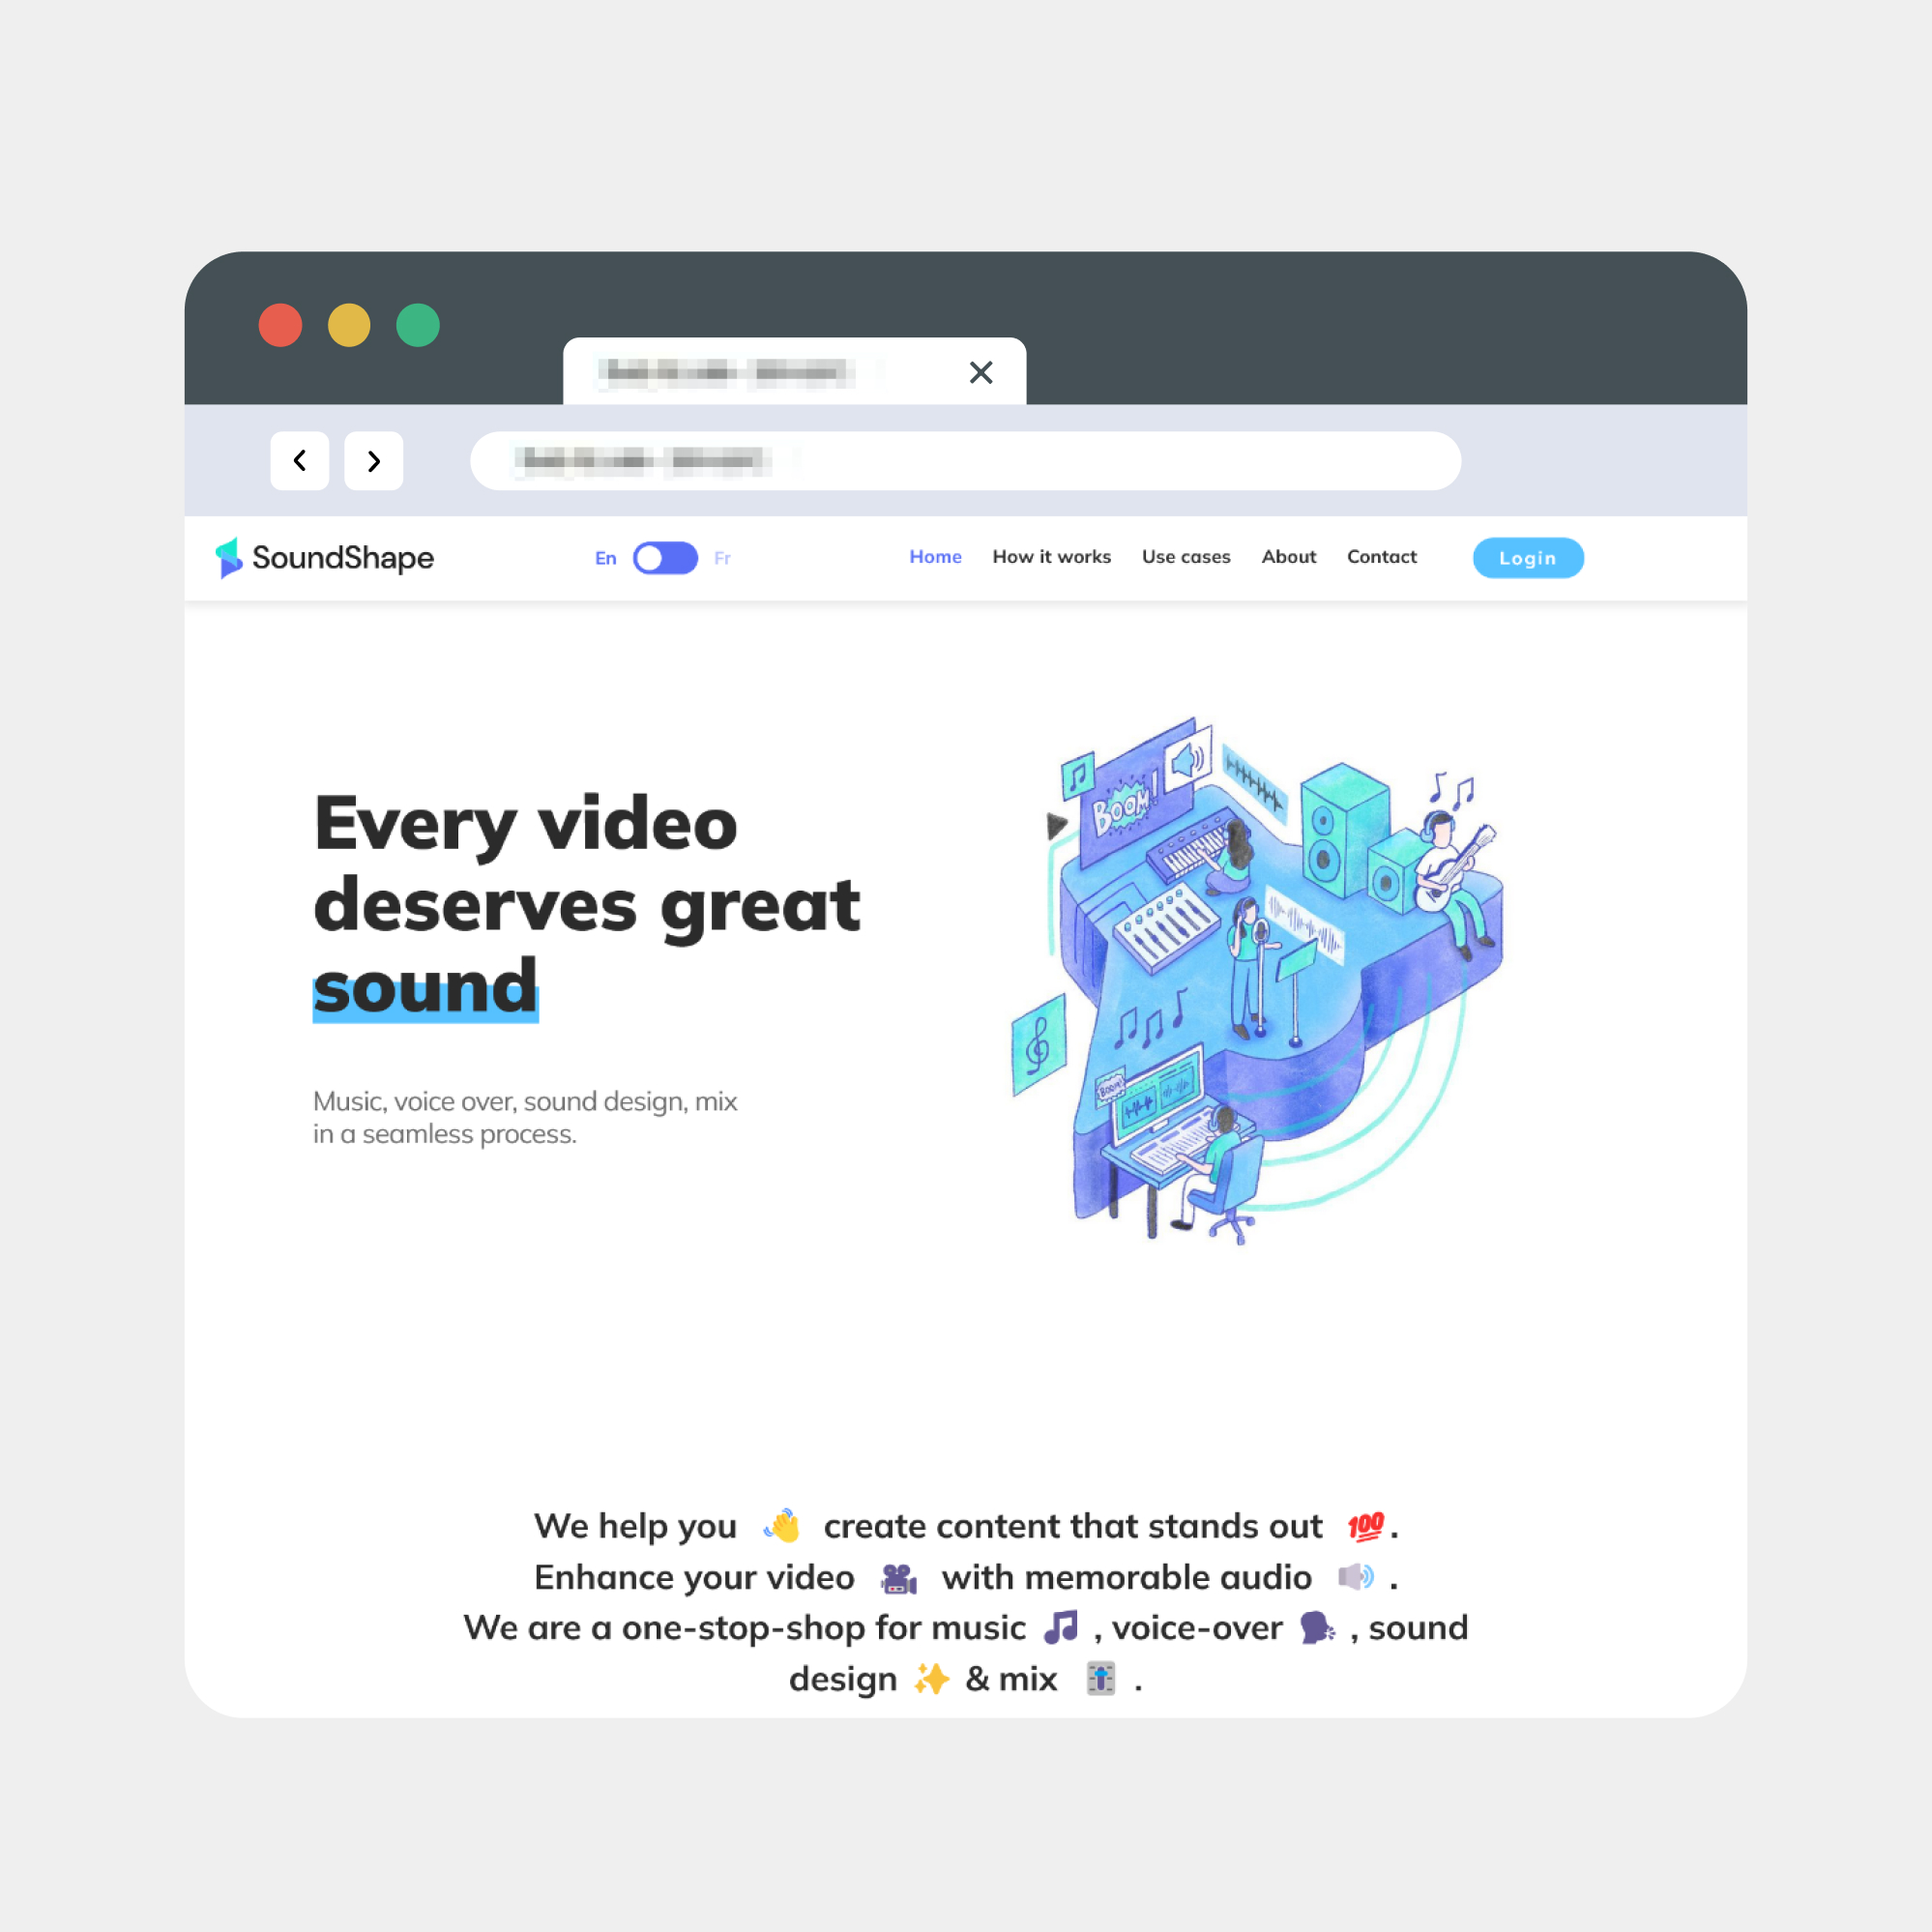 SoundShape
En Fr
Home How it works Use cases About Contact Login
Every video
deserves great
sound
Music, voice over, sound design, mix
in a seamless process.
BOOM!
BOOM!
We help you 👋 create content that stands out 💯.
Enhance your video 🎥 with memorable audio 🔊 .
We are a one-stop-shop for music 🎵 , voice-over 🗣 , sound
design ✨ & mix 🎚 .